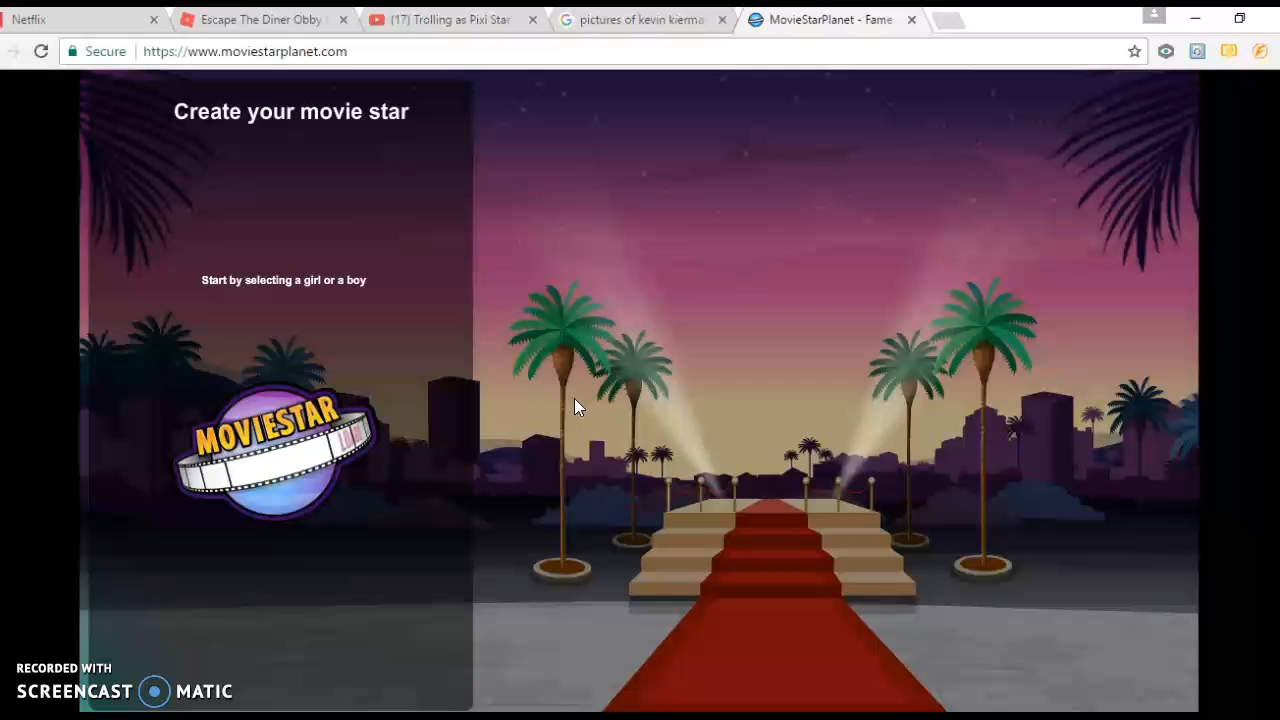 Netflix
Escape The Diner Obby
(17) Trolling as Pixi Star
pictures of kevin kierma
MovieStarPlanet - Fame
Secure
https://www.moviestarplanet.com
Create your movie star
Start by selecting a girl or a boy
MOVIESTAR
RECORDED WITH
SCREENCAST MATIC